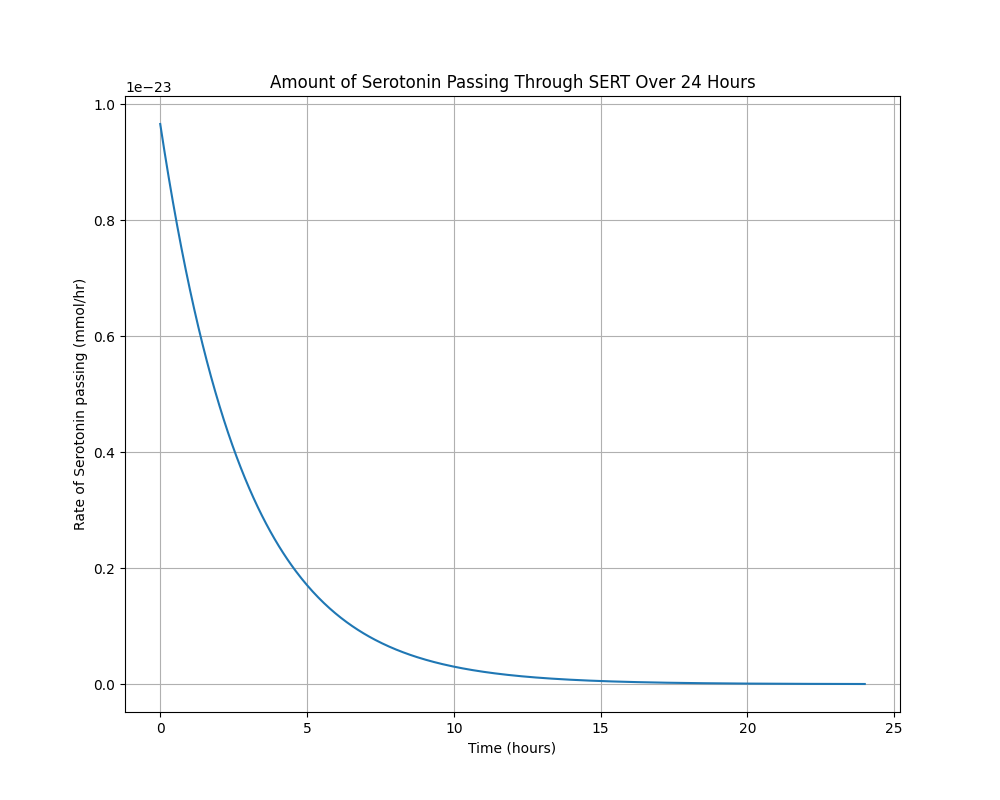 Amount of Serotonin Passing Through SERT Over 24 Hours
1e−23
1.0
0.8
0.6
0.4
0.2
0.0
Rate of Serotonin passing (mmol/hr)
0 5 10 15 20 25
Time (hours)